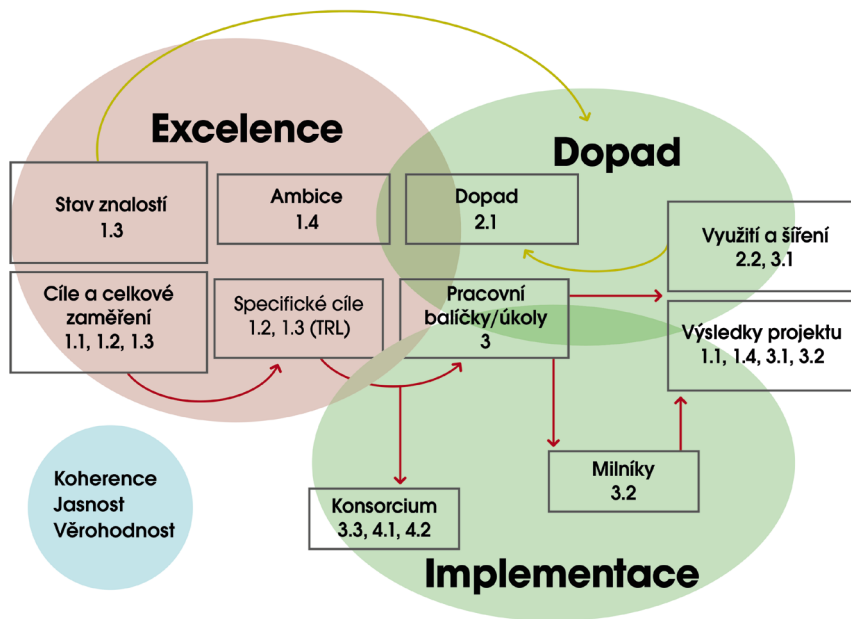 Excelence
Dopad
Stav znalostí
1.3
Ambice
1.4
Dopad
2.1
Využití a šíření
2.2, 3.1
Cíle a celkové
zaměření
1.1, 1.2, 1.3
Specifické cíle
1.2, 1.3 (TRL)
Pracovní
balíčky/úkoly
3
Výsledky projektu
1.1, 1.4, 3.1, 3.2
Koherence
Jasnost
Věrohodnost
Konsorcium
3.3, 4.1, 4.2
Milníky
3.2
Implementace